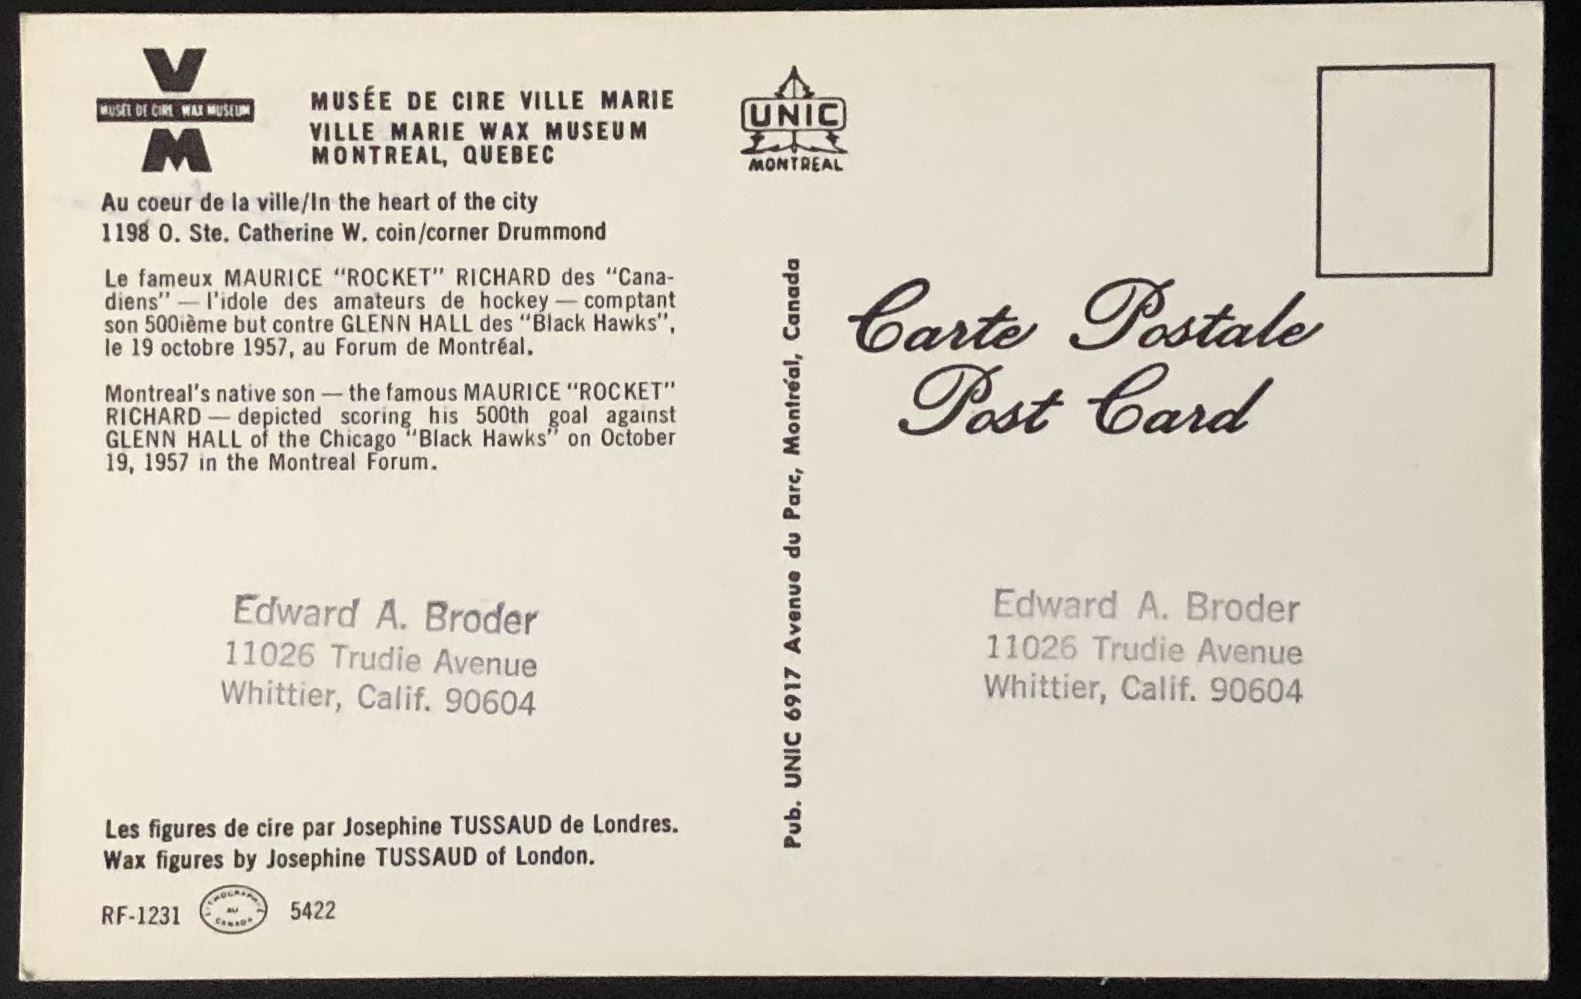 V
MUSÉE DE CIRE WAX MUSEUM
M
MUSÉE DE CIRE VILLE MARIE
VILLE MARIE WAX MUSEUM
MONTREAL, QUEBEC
UNIC
MONTREAL
Au coeur de la ville/In the heart of the city
1198 O. Ste. Catherine W. coin/corner Drummond
Le fameux MAURICE "ROCKET" RICHARD des "Cana-
diens" — l'idole des amateurs de hockey — comptant
son 500ième but contre GLENN HALL des "Black Hawks",
le 19 octobre 1957, au Forum de Montréal.
Montreal's native son — the famous MAURICE "ROCKET"
RICHARD — depicted scoring his 500th goal against
GLENN HALL of the Chicago "Black Hawks" on October
19, 1957 in the Montreal Forum.
Edward A. Broder
11026 Trudie Avenue
Whittier, Calif. 90604
Les figures de cire par Josephine TUSSAUD de Londres.
Wax figures by Josephine TUSSAUD of London.
RF-1231 LITHOGRAPHIÉ AU CANADA 5422
Pub. UNIC 6917 Avenue du Parc, Montréal, Canada
Carte Postale
Post Card
Edward A. Broder
11026 Trudie Avenue
Whittier, Calif. 90604